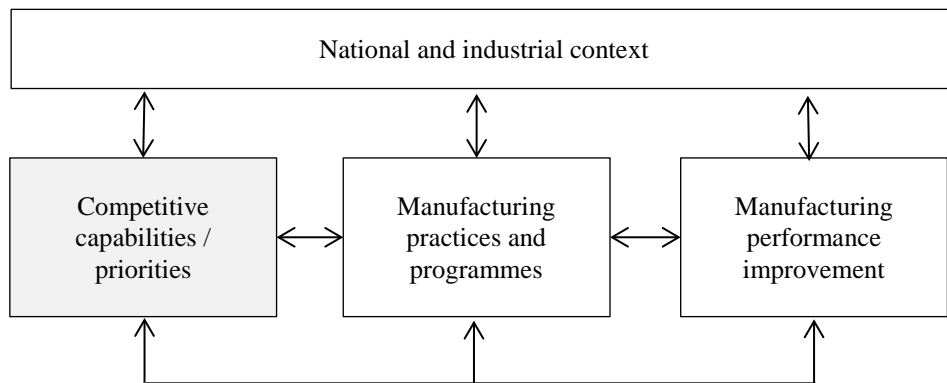 National and industrial context
Competitive
capabilities /
priorities
Manufacturing
practices and
programmes
Manufacturing
performance
improvement